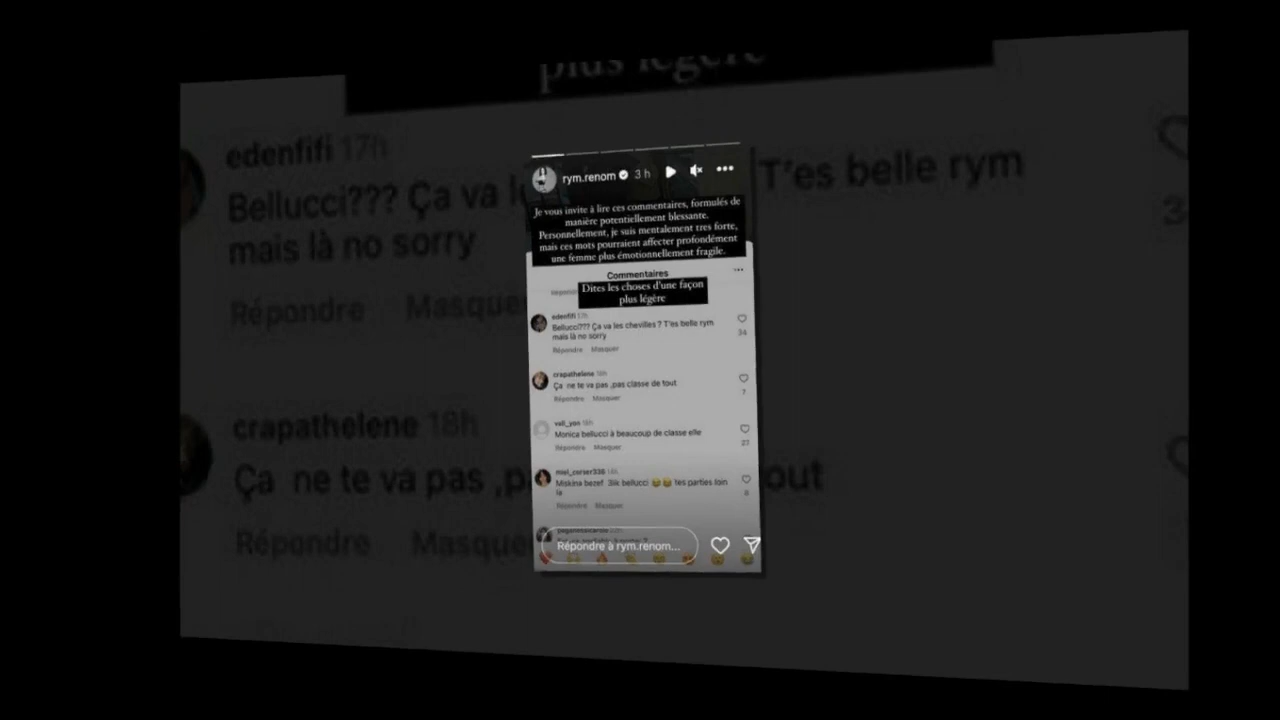 plus légère
edenfifi 17h
Bellucci??? Ça va l
T'es belle rym
mais là no sorry
Répondre Masque
crapathelene 18h
Ça ne te va pas ,p
out
Répondre Masque
rym.renom 3 h
Je vous invite à lire ces commentaires, formulés de
manière potentiellement blessante.
Personnellement, je suis mentalement tres forte,
mais ces mots pourraient affecter profondément
une femme plus émotionnellement fragile.
Commentaires
Dites les choses d'une façon
plus légère
edenfifi 17h
Bellucci??? Ça va les chevilles ? T'es belle rym
mais là no sorry
34
Répondre Masquer
crapathelene 18h
Ça ne te va pas ,pas classe de tout
7
Répondre Masquer
Monica bellucci à beaucoup de classe elle
Répondre Masquer
Miskina bezef 3lik bellucci 😂😂 tes parties loin
la
Répondre Masquer
Répondre à rym.renom...